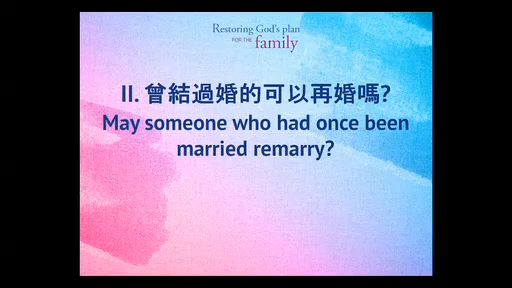 Restoring God's plan
FOR THE family
II. 曾結過婚的可以再婚嗎?
May someone who had once been
married remarry?